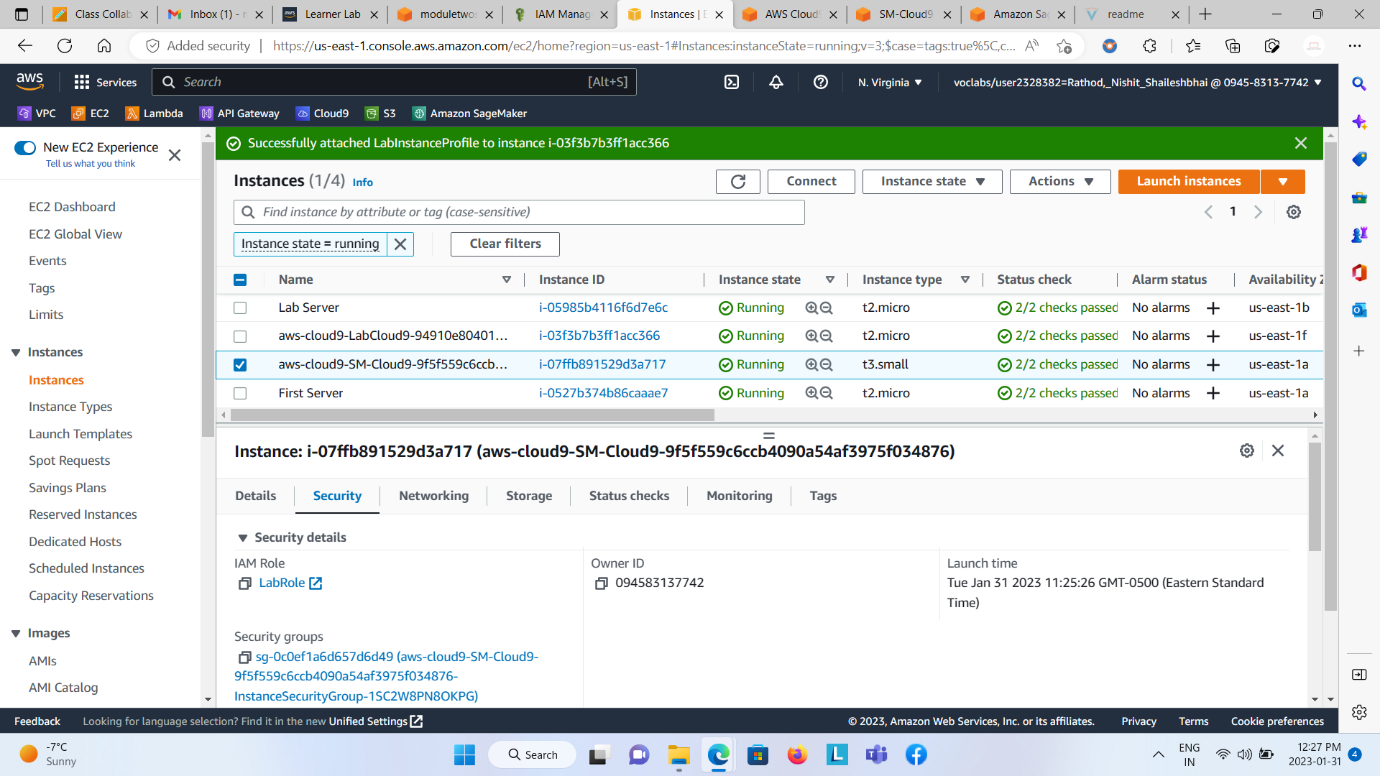 Class Collab
Inbox (1) - r
aws
Learner Lab
moduletwos
IAM Manag
Instances | E
AWS Cloud
SM-Cloud9
Amazon Sa
readme
Added security
https://us-east-1.console.aws.amazon.com/ec2/home?region=us-east-1#Instances:instanceState=running;v=3;$case=tags:true%5C,c...
aws
Services
Search
[Alt+S]
N. Virginia
voclabs/user2328382=Rathod,_Nishit_Shaileshbhai @ 0945-8313-7742
VPC
EC2
Lambda
API Gateway
Cloud9
S3
Amazon SageMaker
New EC2 Experience
Tell us what you think
EC2 Dashboard
EC2 Global View
Events
Tags
Limits
Instances
Instances
Instance Types
Launch Templates
Spot Requests
Savings Plans
Reserved Instances
Dedicated Hosts
Scheduled Instances
Capacity Reservations
Images
AMIs
AMI Catalog
Successfully attached LabInstanceProfile to instance i-03f3b7b3ff1acc366
Instances (1/4) Info
Connect
Instance state
Actions
Launch instances
Find instance by attribute or tag (case-sensitive)
1
Instance state = running
Clear filters
Name Instance ID Instance state Instance type Status check Alarm status Availability Z
Lab Server i-05985b4116f6d7e6c Running t2.micro 2/2 checks passed No alarms us-east-1b
aws-cloud9-LabCloud9-94910e80401... i-03f3b7b3ff1acc366 Running t2.micro 2/2 checks passed No alarms us-east-1f
aws-cloud9-SM-Cloud9-9f5f559c6ccb... i-07ffb891529d3a717 Running t3.small 2/2 checks passed No alarms us-east-1a
First Server i-0527b374b86caaae7 Running t2.micro 2/2 checks passed No alarms us-east-1a
Instance: i-07ffb891529d3a717 (aws-cloud9-SM-Cloud9-9f5f559c6ccb4090a54af3975f034876)
Details
Security
Networking
Storage
Status checks
Monitoring
Tags
Security details
IAM Role
LabRole
Owner ID
094583137742
Launch time
Tue Jan 31 2023 11:25:26 GMT-0500 (Eastern Standard
Time)
Security groups
sg-0c0ef1a6d657d6d49 (aws-cloud9-SM-Cloud9-
9f5f559c6ccb4090a54af3975f034876-
InstanceSecurityGroup-1SC2W8PN8OKPG)
Feedback
Looking for language selection? Find it in the new Unified Settings
© 2023, Amazon Web Services, Inc. or its affiliates.
Privacy
Terms
Cookie preferences
-7°C
Sunny
Search
ENG
IN
12:27 PM
2023-01-31
4